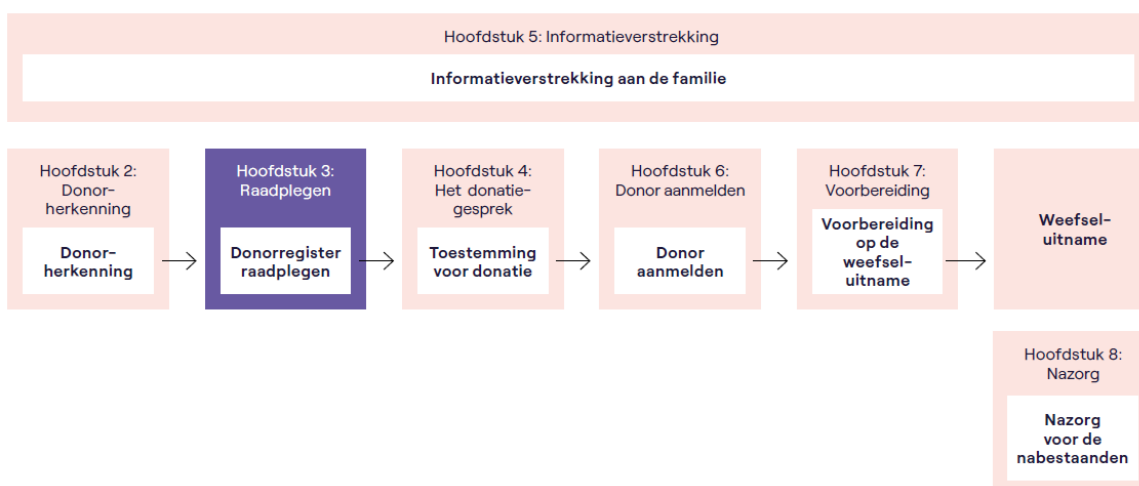 Hoofdstuk 5: Informatieverstrekking
Informatieverstrekking aan de familie
Hoofdstuk 2:
Donor-
herkenning
Donor-
herkenning
Hoofdstuk 3:
Raadplegen
Donorregister
raadplegen
Hoofdstuk 4:
Het donatie-
gesprek
Toestemming
voor donatie
Hoofdstuk 6:
Donor aanmelden
Donor
aanmelden
Hoofdstuk 7:
Voorbereiding
Voorbereiding
op de
weefsel-
uitname
Weefsel-
uitname
Hoofdstuk 8:
Nazorg
Nazorg
voor de
nabestaanden